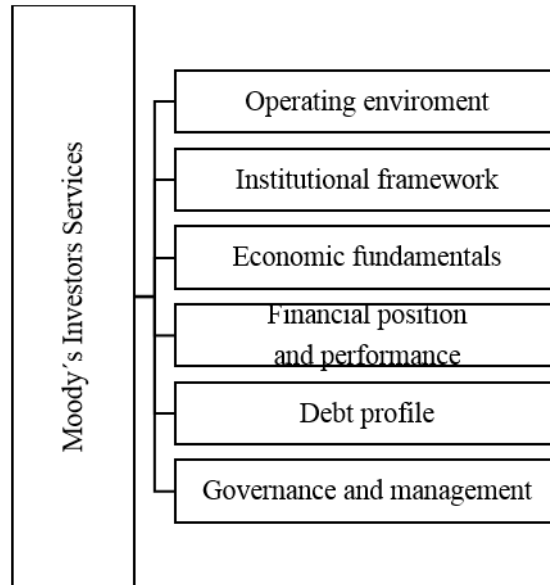 Moody´s Investors Services
Operating enviroment
Institutional framework
Economic fundamentals
Financial position
and performance
Debt profile
Governance and management